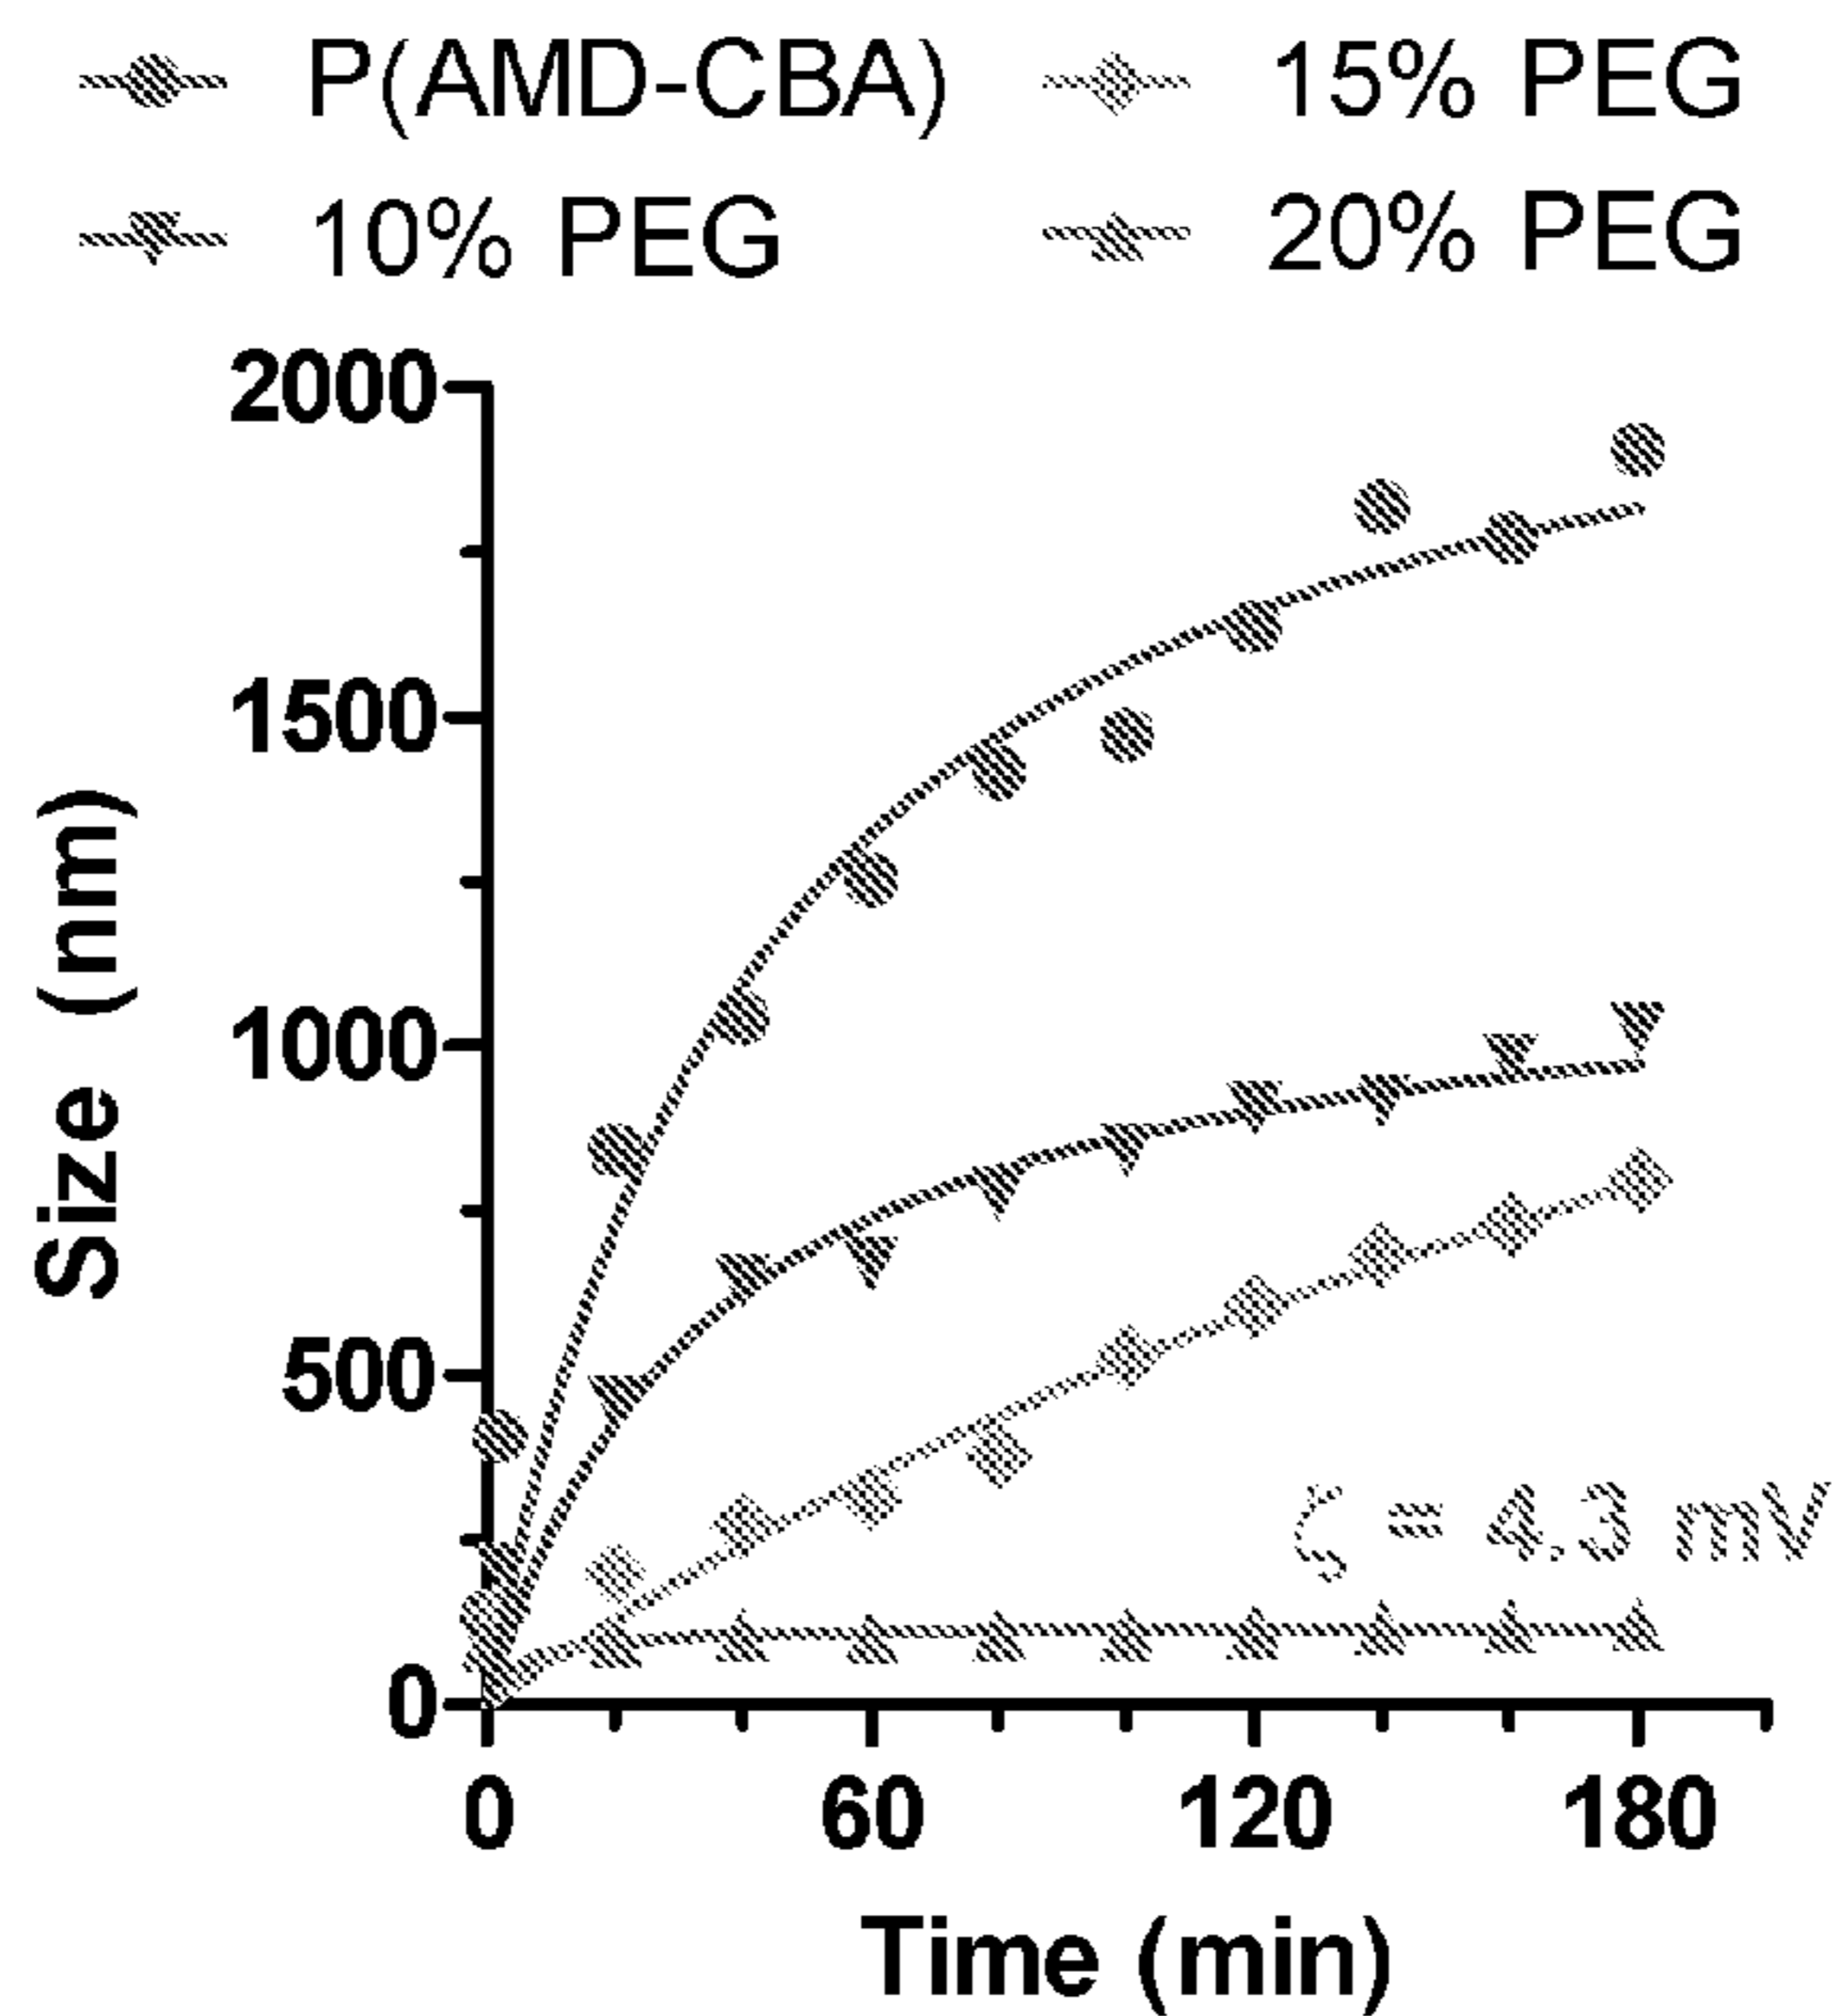 P(AMD-CBA) 15% PEG
10% PEG 20% PEG
2000
1500
1000
500
0
Size (nm)
ζ = 4.3 mV
0 60 120 180
Time (min)